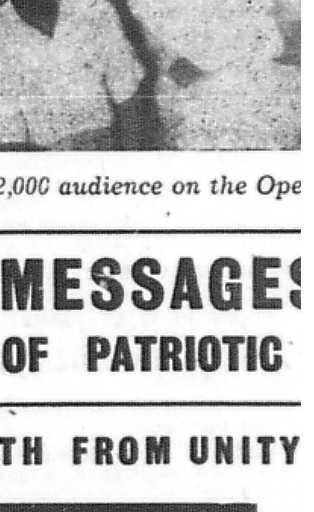 2,000 audience on the Ope
MESSAGES
OF PATRIOTIC
TH FROM UNITY